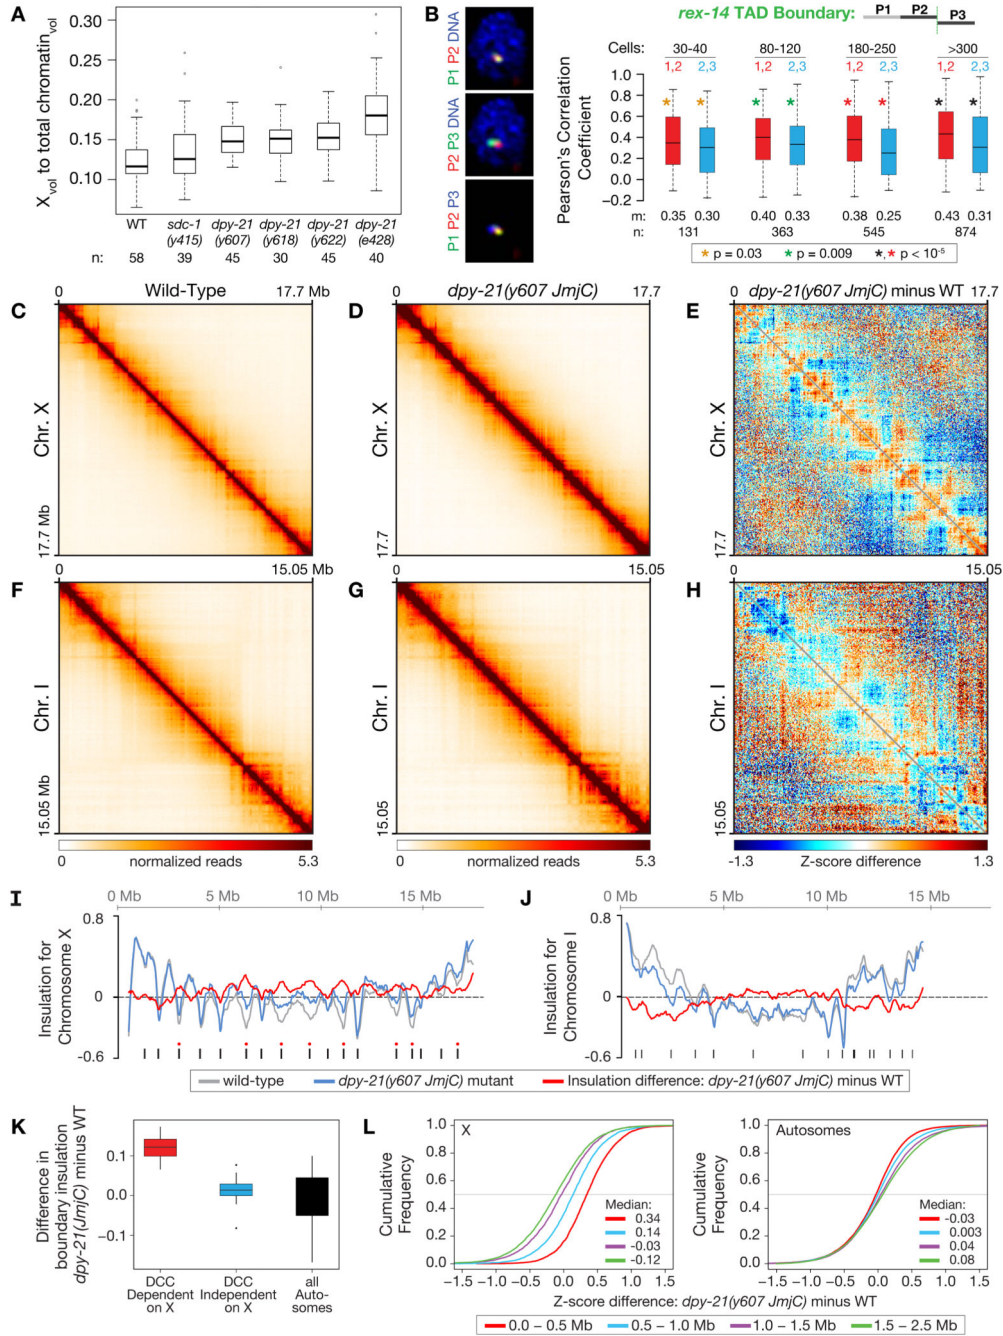 A
X_vol to total chromatin_vol
0.30
0.25
0.20
0.15
0.10
WT
sdc-1 (y415)
dpy-21 (y607)
dpy-21 (y618)
dpy-21 (y622)
dpy-21 (e428)
n: 58 39 45 30 45 40
B
P1 P2 DNA
P2 P3 DNA
P1 P2 P3
rex-14 TAD Boundary: P1 P2 P3
Cells: 30-40 80-120 180-250 >300
1,2 2,3 1,2 2,3 1,2 2,3 1,2 2,3
Pearson's Correlation Coefficient
1.0
0.8
0.6
0.4
0.2
0.0
−0.2
* * * * * * * *
m: 0.35 0.30 0.40 0.33 0.38 0.25 0.43 0.31
n: 131 363 545 874
* p = 0.03 * p = 0.009 *,* p < 10-5
C
0 Wild-Type 17.7 Mb
Chr. X
17.7 Mb
D
0 dpy-21(y607 JmjC) 17.7
17.7
E
0 dpy-21(y607 JmjC) minus WT 17.7
Chr. X
17.7
F
0 15.05 Mb
Chr. I
15.05 Mb
0 normalized reads 5.3
G
0 15.05
Chr. I
15.05
0 normalized reads 5.3
H
0 15.05
Chr. I
15.05
-1.3 Z-score difference 1.3
I
0 Mb 5 Mb 10 Mb 15 Mb
Insulation for Chromosome X
0.8
0
-0.6
J
0 Mb 5 Mb 10 Mb 15 Mb
Insulation for Chromosome I
0.8
0
-0.6
wild-type dpy-21(y607 JmjC) mutant Insulation difference: dpy-21(y607 JmjC) minus WT
K
Difference in boundary insulation dpy-21(JmjC) minus WT
0.1
0.0
−0.1
DCC Dependent on X
DCC Independent on X
all Auto-somes
L
X
Cumulative Frequency
1.0
0.8
0.6
0.4
0.2
0.0
−1.5 −1.0 −0.5 0.0 0.5 1.0 1.5
Median:
0.34
0.14
-0.03
-0.12
Autosomes
Cumulative Frequency
1.0
0.8
0.6
0.4
0.2
0.0
−1.5 −1.0 −0.5 0.0 0.5 1.0 1.5
Median:
-0.03
0.003
0.04
0.08
Z-score difference: dpy-21(y607 JmjC) minus WT
0.0 – 0.5 Mb 0.5 – 1.0 Mb 1.0 – 1.5 Mb 1.5 – 2.5 Mb